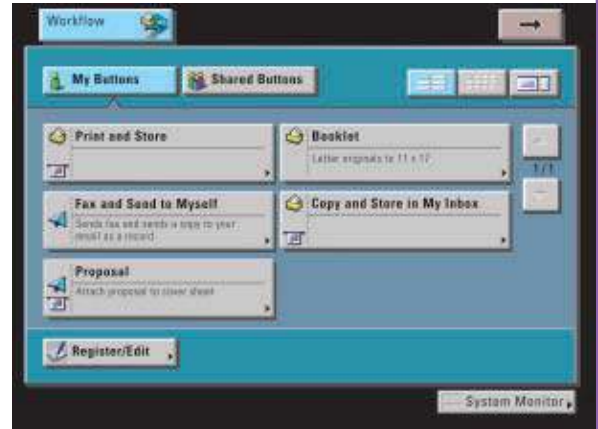 Workflow
My Buttons
Shared Buttons
Print and Store
Booklet
Letter originals to 11 x 17
1/1
Fax and Send to Myself
Sends fax and sends a copy to your
email as a record
Copy and Store in My Inbox
Proposal
Attach proposal to cover sheet
Register/Edit
System Monitor